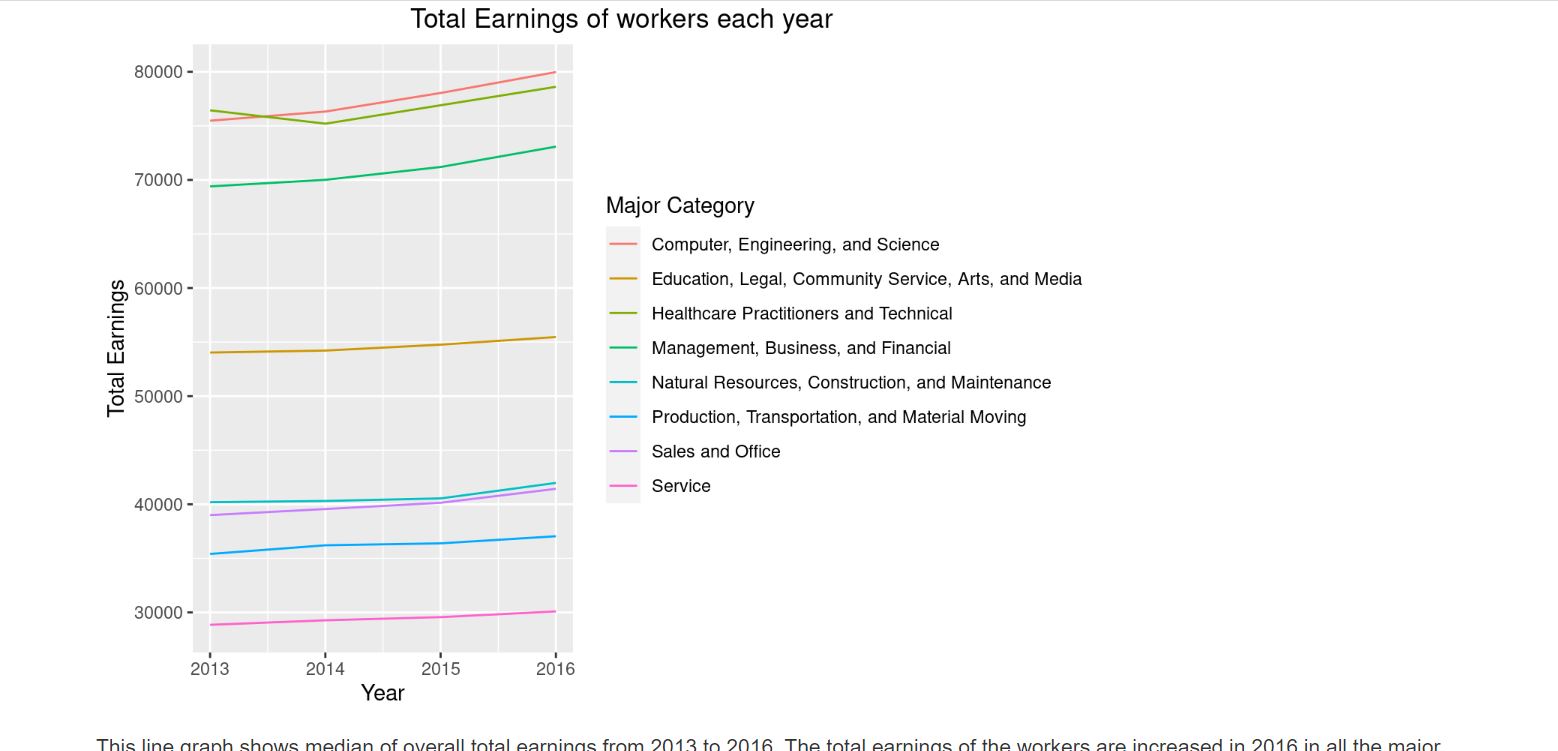 Total Earnings of workers each year
80000
70000
60000
50000
40000
30000
Total Earnings
2013 2014 2015 2016
Year
Major Category
Computer, Engineering, and Science
Education, Legal, Community Service, Arts, and Media
Healthcare Practitioners and Technical
Management, Business, and Financial
Natural Resources, Construction, and Maintenance
Production, Transportation, and Material Moving
Sales and Office
Service
This line graph shows median of overall total earnings from 2013 to 2016. The total earnings of the workers are increased in 2016 in all the major